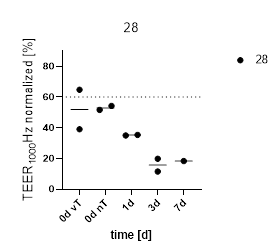 28
28
TEER1000Hz normalized [%]
80
60
40
20
0
0d vT
0d nT
1d
3d
7d
time [d]